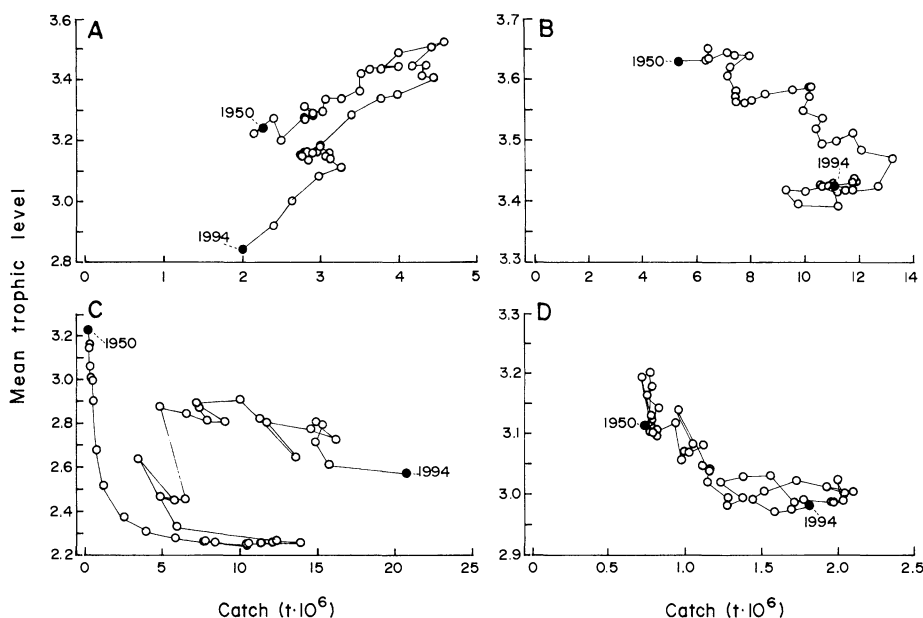 A
3.6
3.4
3.2
3.0
2.8
1950
1994
0 1 2 3 4 5
B
3.7
3.6
3.5
3.4
3.3
1950
1994
0 2 4 6 8 10 12 14
Mean trophic level
C
3.2
3.0
2.8
2.6
2.4
2.2
1950
1994
0 5 10 15 20 25
Catch (t·10⁶)
D
3.3
3.2
3.1
3.0
2.9
1950
1994
0 0.5 1.0 1.5 2.0 2.5
Catch (t·10⁶)